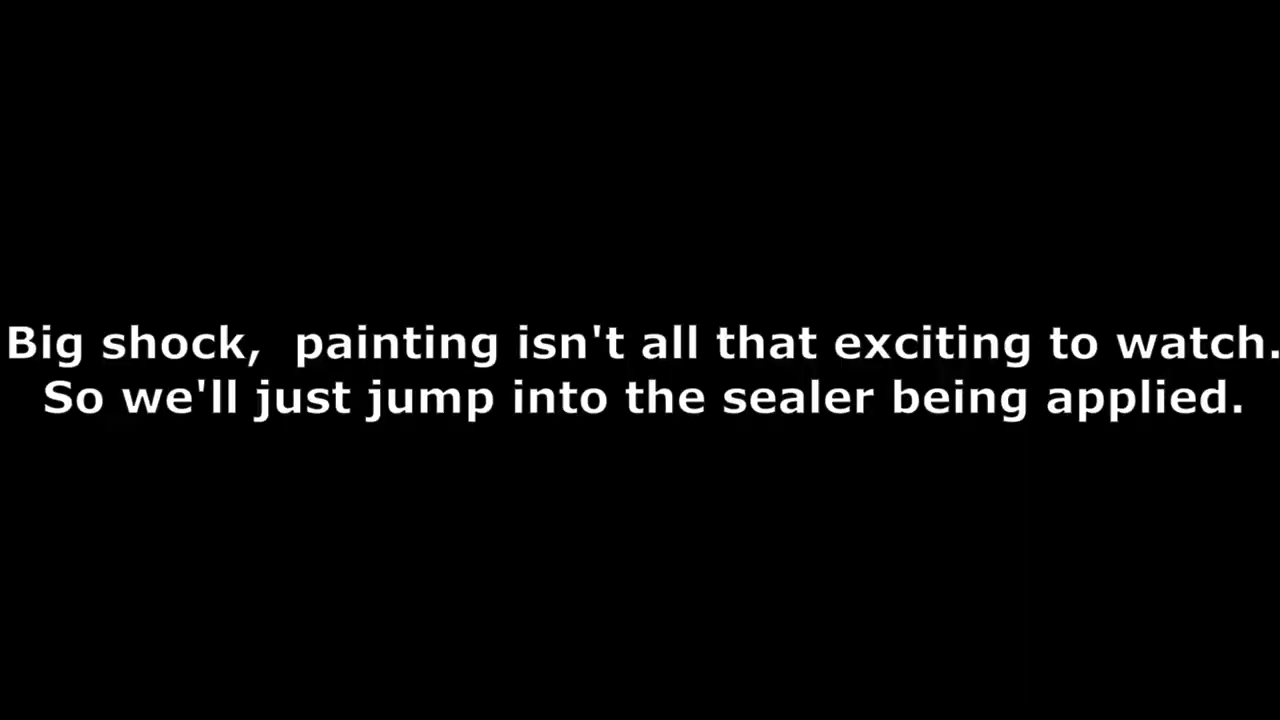 Big shock,  painting isn't all that exciting to watch.
So we'll just jump into the sealer being applied.